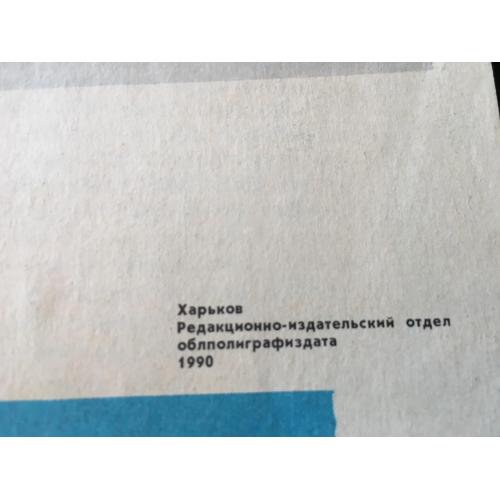 Харьков
Редакционно-издательский отдел
облполиграфиздата
1990